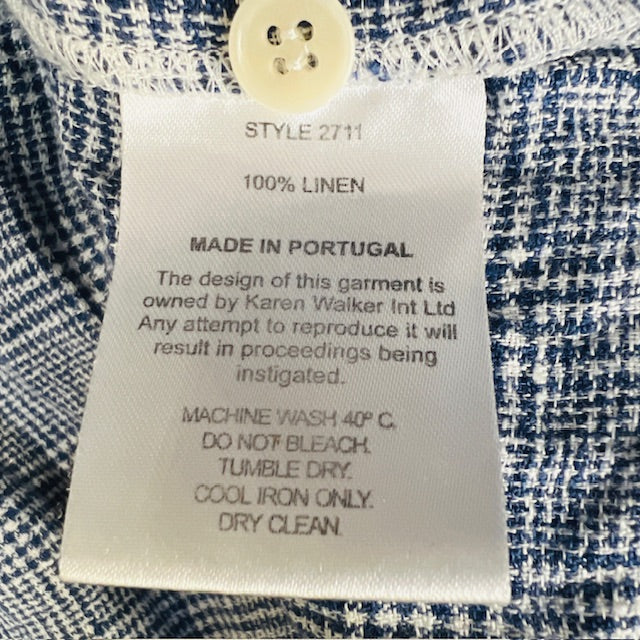 STYLE 2711
100% LINEN
MADE IN PORTUGAL
The design of this garment is
owned by Karen Walker Int Ltd
Any attempt to reproduce it will
result in proceedings being
instigated.
MACHINE WASH 40º C.
DO NOT BLEACH.
TUMBLE DRY.
COOL IRON ONLY.
DRY CLEAN.